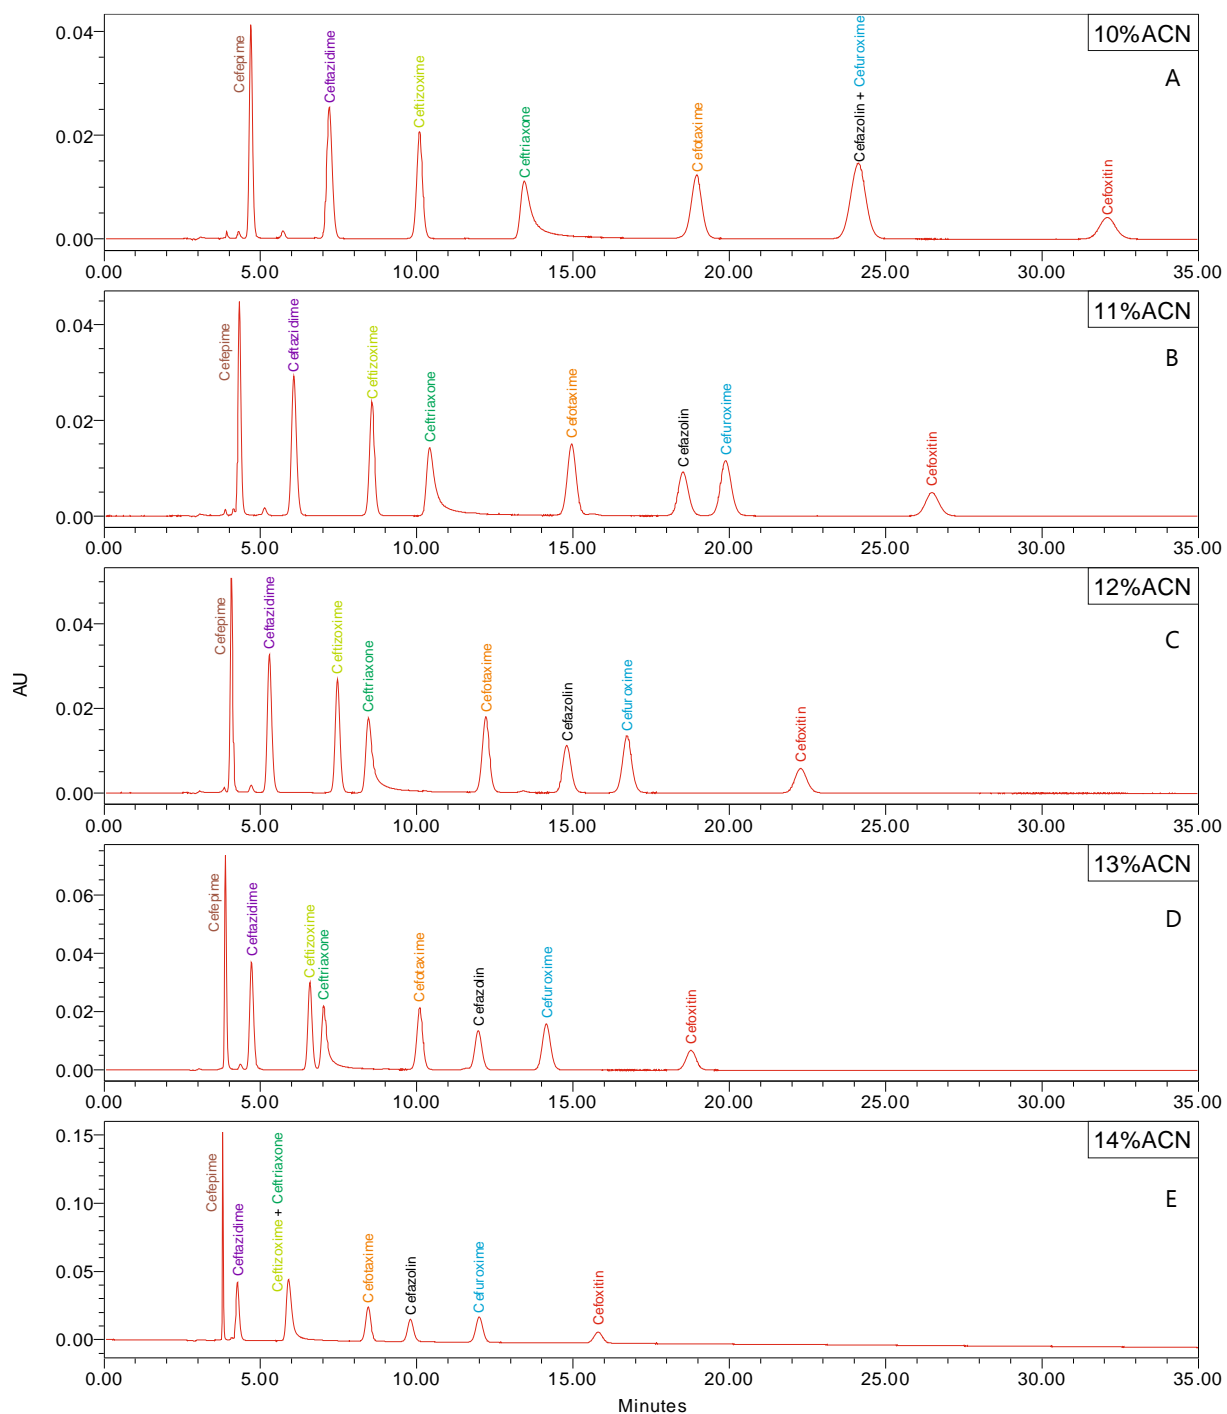 10%ACN
A
Cefepime
Ceftazidime
Ceftizoxime
Ceftriaxone
Cefotaxime
Cefazolin + Cefuroxime
Cefoxitin
0.04
0.02
0.00
0.00 5.00 10.00 15.00 20.00 25.00 30.00 35.00
11%ACN
B
Cefepime
Ceftazidime
Ceftizoxime
Ceftriaxone
Cefotaxime
Cefazolin
Cefuroxime
Cefoxitin
0.04
0.02
0.00
0.00 5.00 10.00 15.00 20.00 25.00 30.00 35.00
12%ACN
C
Cefepime
Ceftazidime
Ceftizoxime
Ceftriaxone
Cefotaxime
Cefazolin
Cefuroxime
Cefoxitin
0.04
0.02
0.00
AU
0.00 5.00 10.00 15.00 20.00 25.00 30.00 35.00
13%ACN
D
Cefepime
Ceftazidime
Ceftizoxime
Ceftriaxone
Cefotaxime
Cefazolin
Cefuroxime
Cefoxitin
0.06
0.04
0.02
0.00
0.00 5.00 10.00 15.00 20.00 25.00 30.00 35.00
14%ACN
E
Cefepime
Ceftazidime
Ceftizoxime + Ceftriaxone
Cefotaxime
Cefazolin
Cefuroxime
Cefoxitin
0.15
0.10
0.05
0.00
0.00 5.00 10.00 15.00 20.00 25.00 30.00 35.00
Minutes